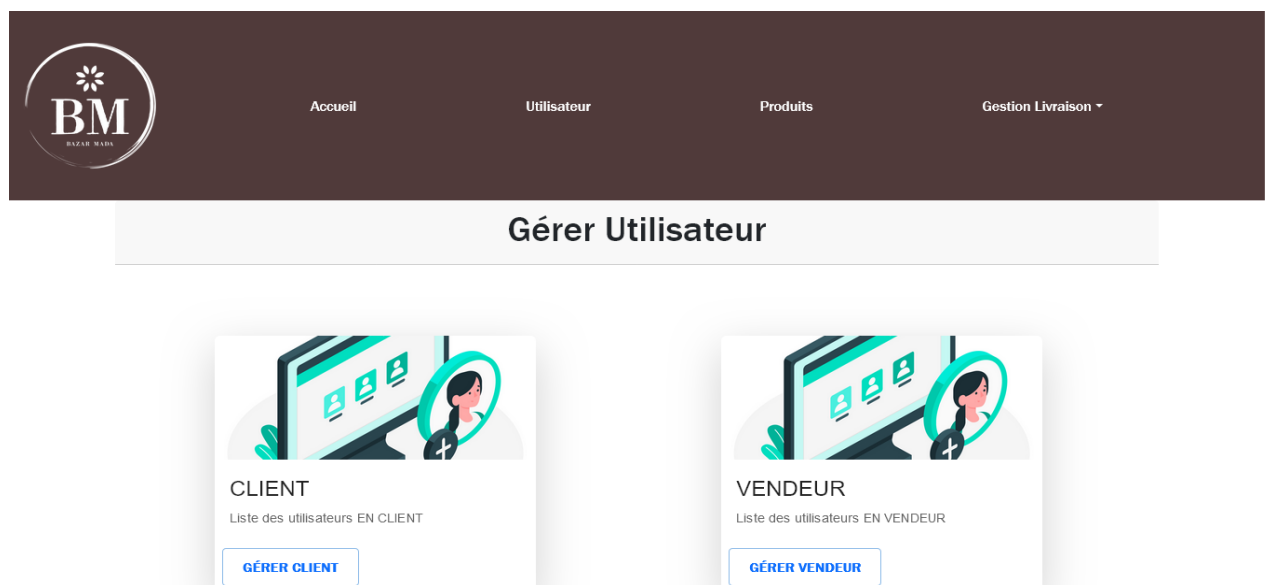 BM
BAZAR MADA
Accueil
Utilisateur
Produits
Gestion Livraison
Gérer Utilisateur
CLIENT
Liste des utilisateurs EN CLIENT
GÉRER CLIENT
VENDEUR
Liste des utilisateurs EN VENDEUR
GÉRER VENDEUR